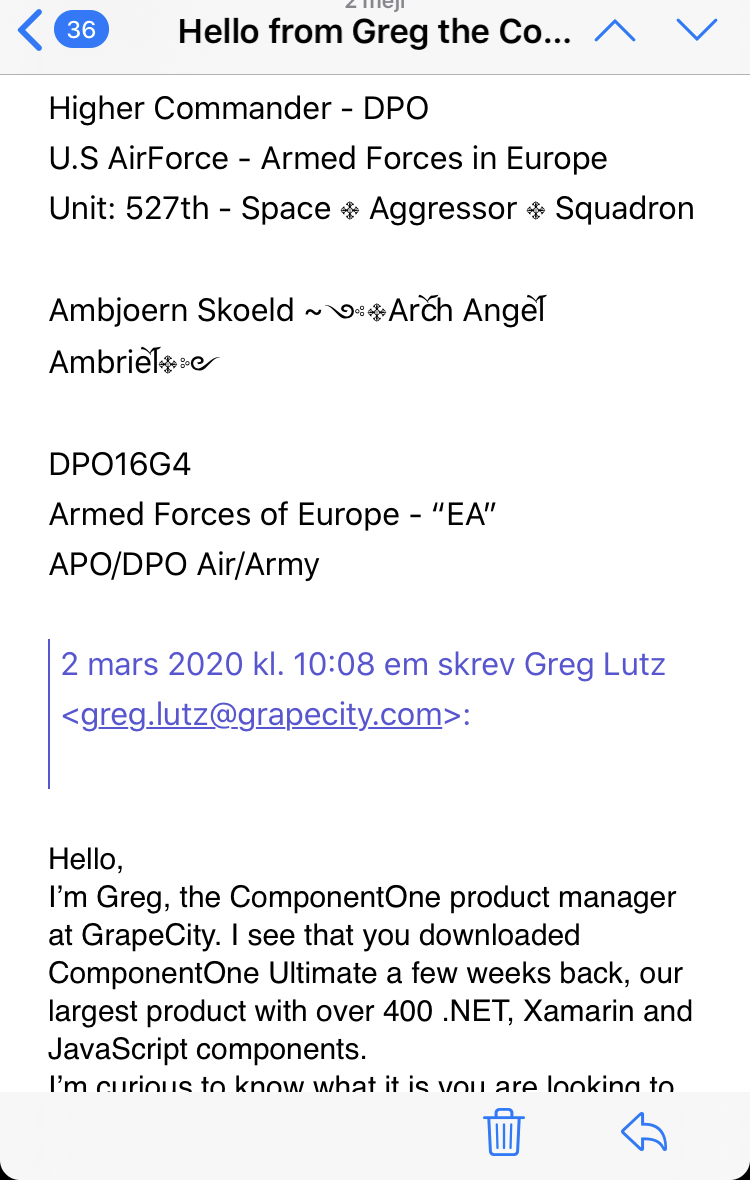 2 mejl
36
Hello from Greg the Co...
Higher Commander - DPO
U.S AirForce - Armed Forces in Europe
Unit: 527th - Space ፨ Aggressor ፨ Squadron
Ambjoern Skoeld ~࿐༻Arc̆h Angel̆
Ambriel̆༺
DPO16G4
Armed Forces of Europe - “EA”
APO/DPO Air/Army
2 mars 2020 kl. 10:08 em skrev Greg Lutz
<greg.lutz@grapecity.com>:
Hello,
I’m Greg, the ComponentOne product manager
at GrapeCity. I see that you downloaded
ComponentOne Ultimate a few weeks back, our
largest product with over 400 .NET, Xamarin and
JavaScript components.
I’m curious to know what it is you are looking to